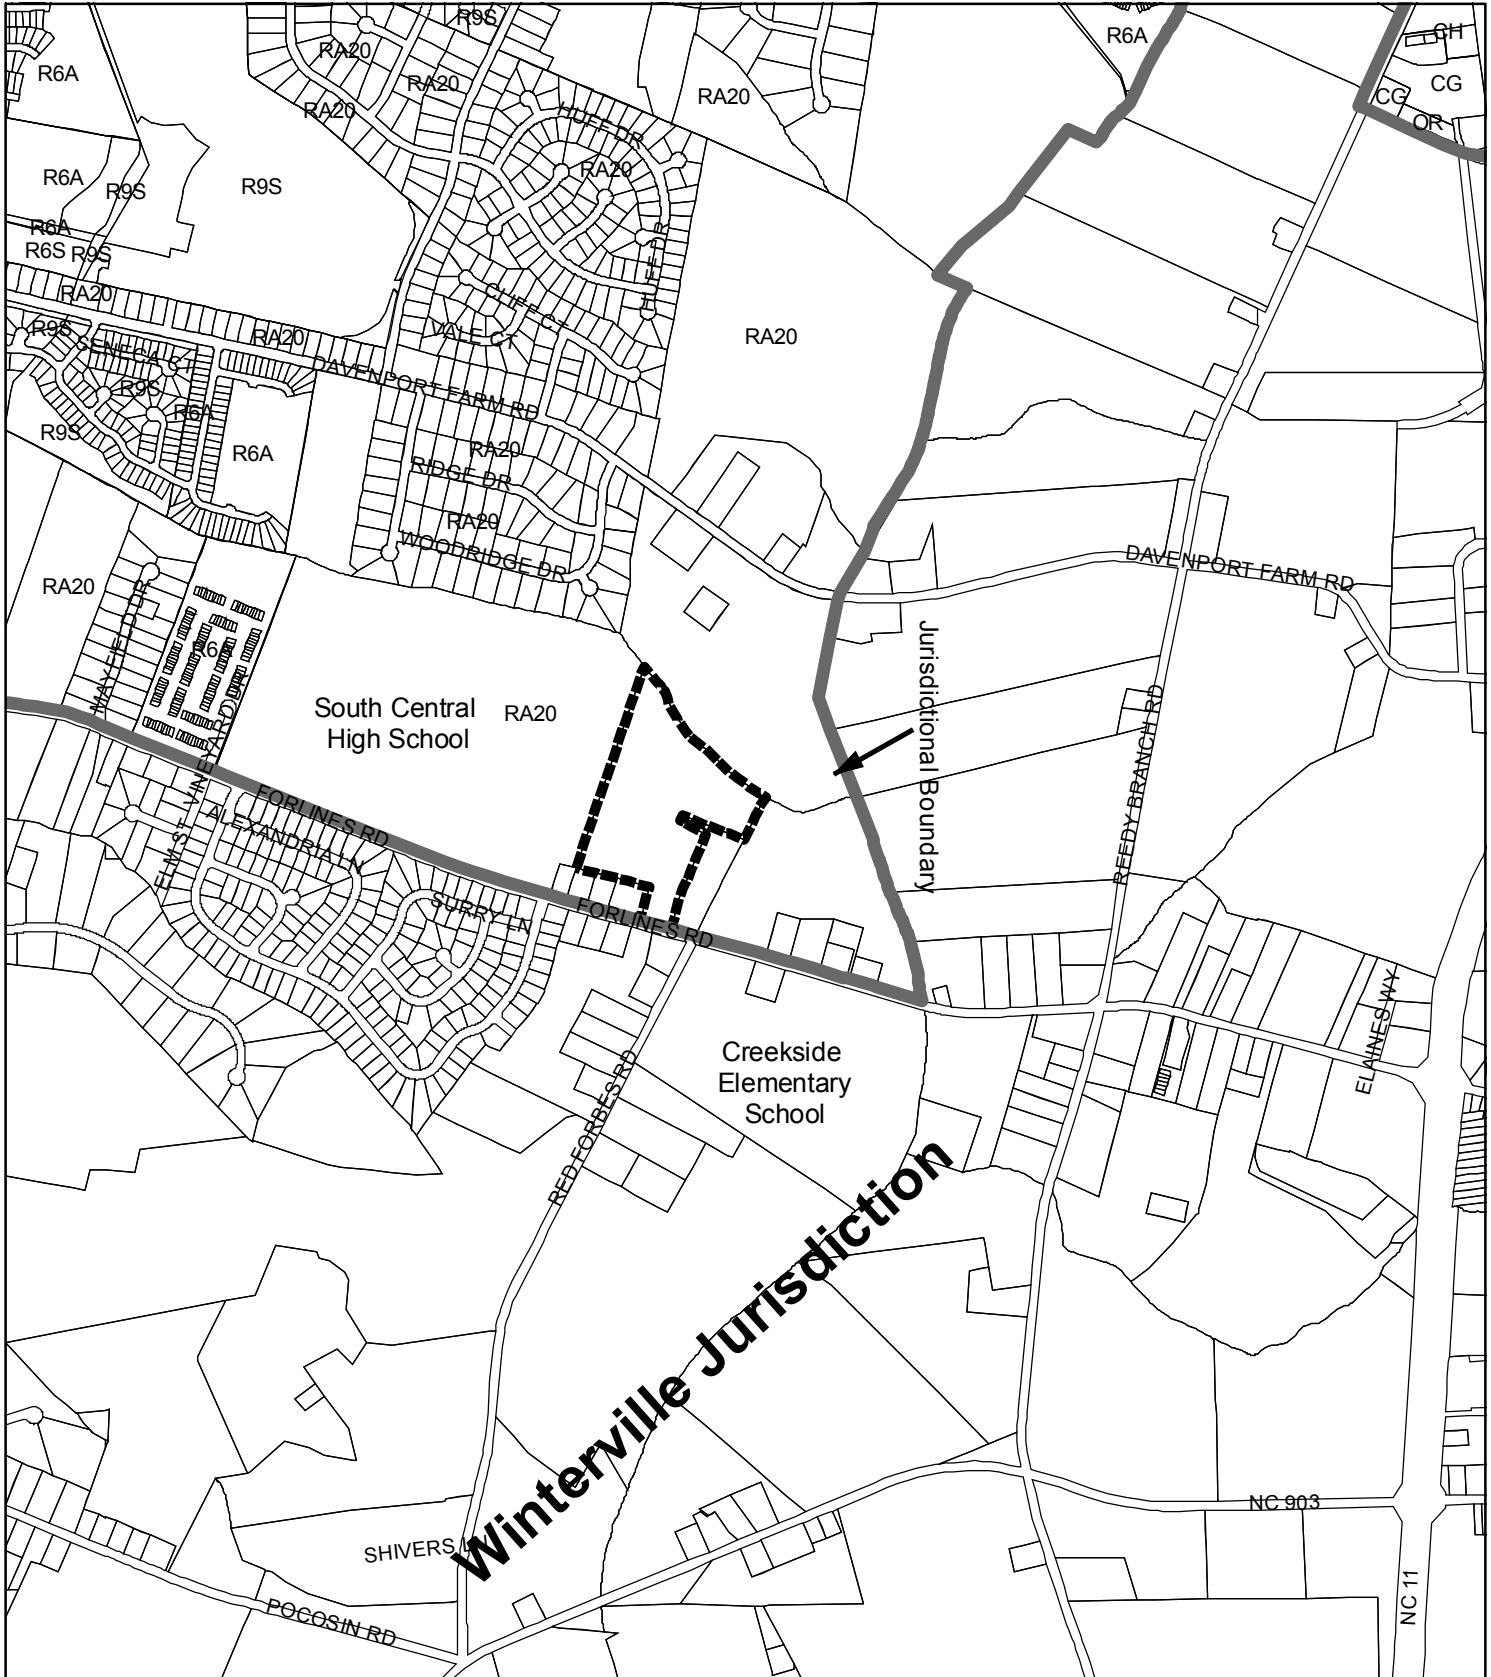 R9S
RA20
R6A
CH
R6A
RA20
RA20
RA20
CG
CG
RA20
HUFF DR
OR
RA20
R6A
R9S
R9S
R6A
HUFF DR
R6S
R9S
RA20
CLIFF CT
R9S
RA20
VALE CT
RA20
SENECA CT
DAVENPORT FARM RD
R9S
R6A
R9S
R6A
RA20
RIDGE DR
RA20
WOODRIDGE DR
DAVENPORT FARM RD
RA20
MAYFIELD DR
R6A
Jurisdictional Boundary
South Central
High School
RA20
VINEYARD DR
REEDY BRANCH RD
FORLINES RD
ALEXANDRIA LN
ELM ST
SURRY LN
FORLINES RD
ELAINES WY
Creekside
Elementary
School
RED FORBES RD
Winterville Jurisdiction
NC 903
SHIVERS
POCOSIN RD
NC 11